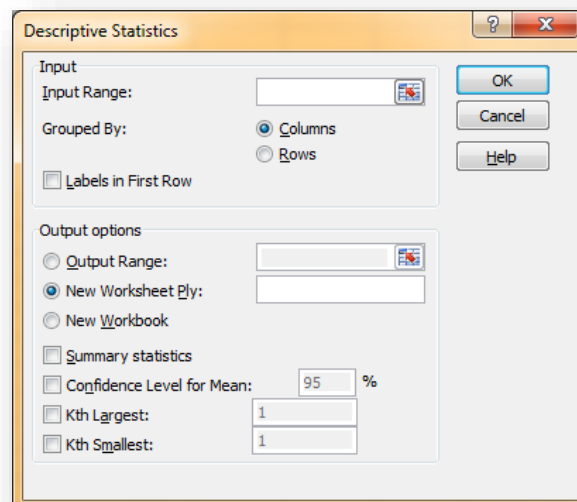 Descriptive Statistics
Input
Input Range:
OK
Grouped By:
Columns
Cancel
Rows
Help
Labels in First Row
Output options
Output Range:
New Worksheet Ply:
New Workbook
Summary statistics
Confidence Level for Mean: 95 %
Kth Largest: 1
Kth Smallest: 1